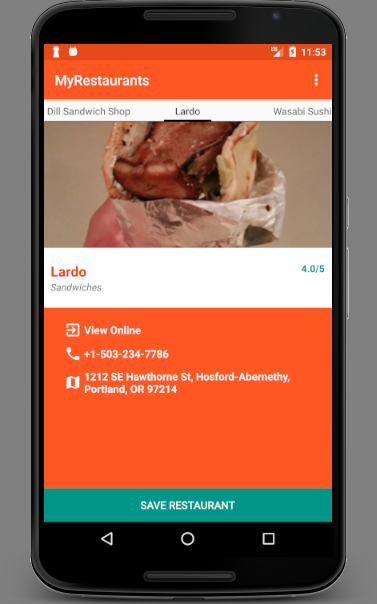 11:53
MyRestaurants
Dill Sandwich Shop Lardo Wasabi Sushi
Lardo 4.0/5
Sandwiches
View Online
+1-503-234-7786
1212 SE Hawthorne St, Hosford-Abernethy,
Portland, OR 97214
SAVE RESTAURANT